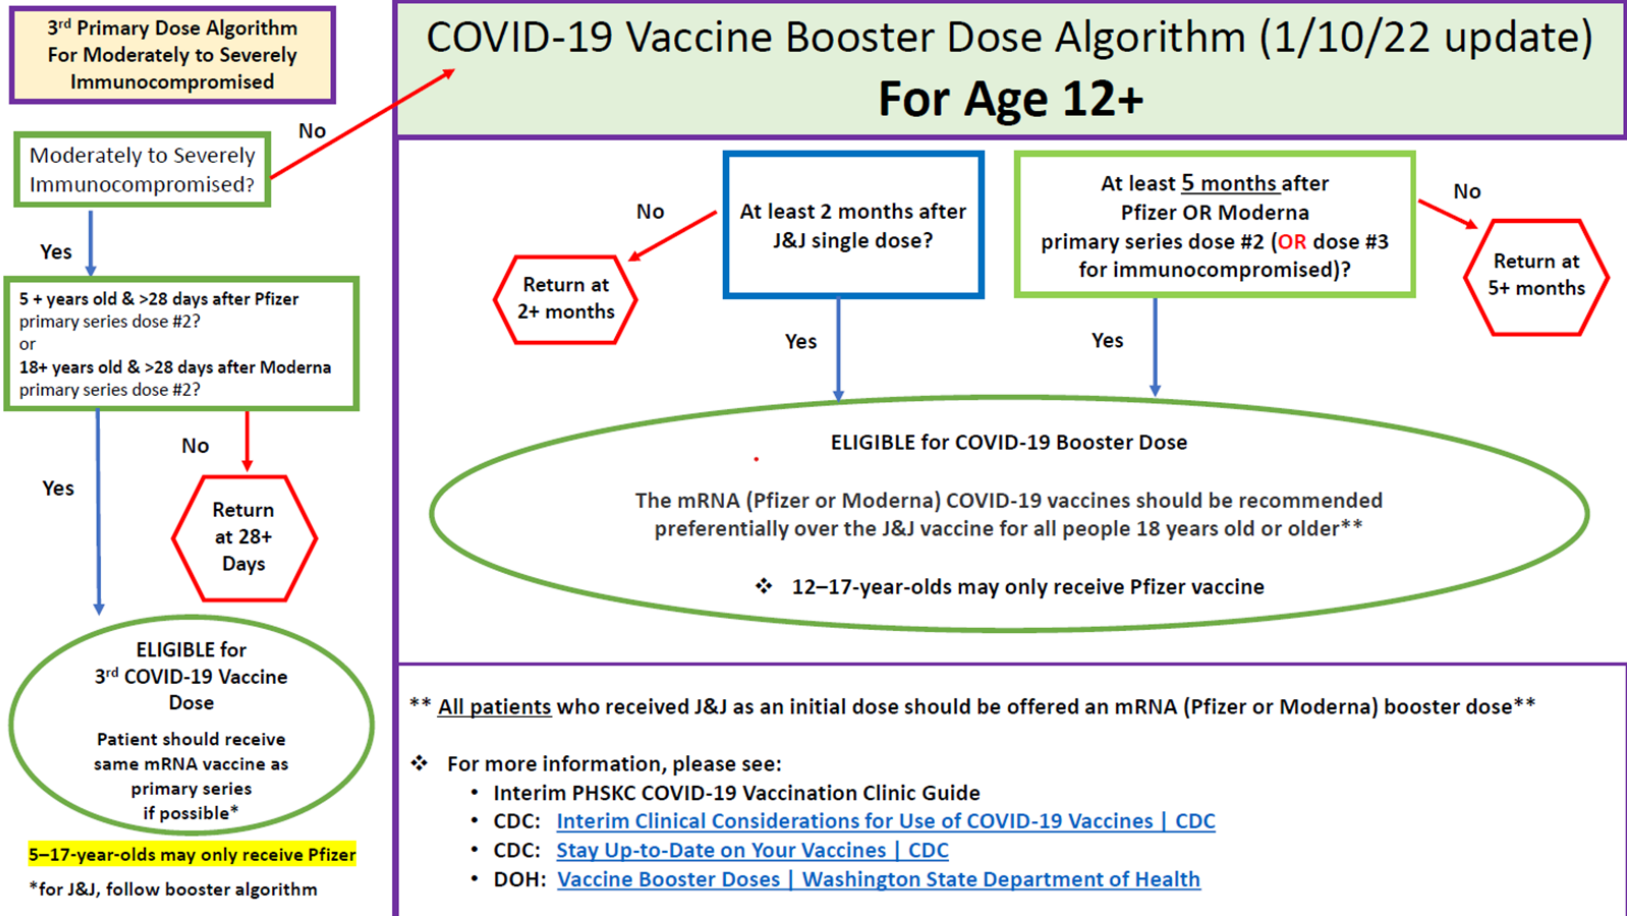 3rd Primary Dose Algorithm
For Moderately to Severely
Immunocompromised
No
Moderately to Severely
Immunocompromised?
Yes
5 + years old & >28 days after Pfizer
primary series dose #2?
or
18+ years old & >28 days after Moderna
primary series dose #2?
No
Yes
Return
at 28+
Days
ELIGIBLE for
3rd COVID-19 Vaccine
Dose
Patient should receive
same mRNA vaccine as
primary series
if possible*
5–17-year-olds may only receive Pfizer
*for J&J, follow booster algorithm
COVID-19 Vaccine Booster Dose Algorithm (1/10/22 update)
For Age 12+
At least 2 months after
J&J single dose?
No
Return at
2+ months
Yes
At least 5 months after
Pfizer OR Moderna
primary series dose #2 (OR dose #3
for immunocompromised)?
No
Return at
5+ months
Yes
ELIGIBLE for COVID-19 Booster Dose
The mRNA (Pfizer or Moderna) COVID-19 vaccines should be recommended
preferentially over the J&J vaccine for all people 18 years old or older**
❖ 12–17-year-olds may only receive Pfizer vaccine
** All patients who received J&J as an initial dose should be offered an mRNA (Pfizer or Moderna) booster dose**
❖ For more information, please see:
• Interim PHSKC COVID-19 Vaccination Clinic Guide
• CDC: Interim Clinical Considerations for Use of COVID-19 Vaccines | CDC
• CDC: Stay Up-to-Date on Your Vaccines | CDC
• DOH: Vaccine Booster Doses | Washington State Department of Health